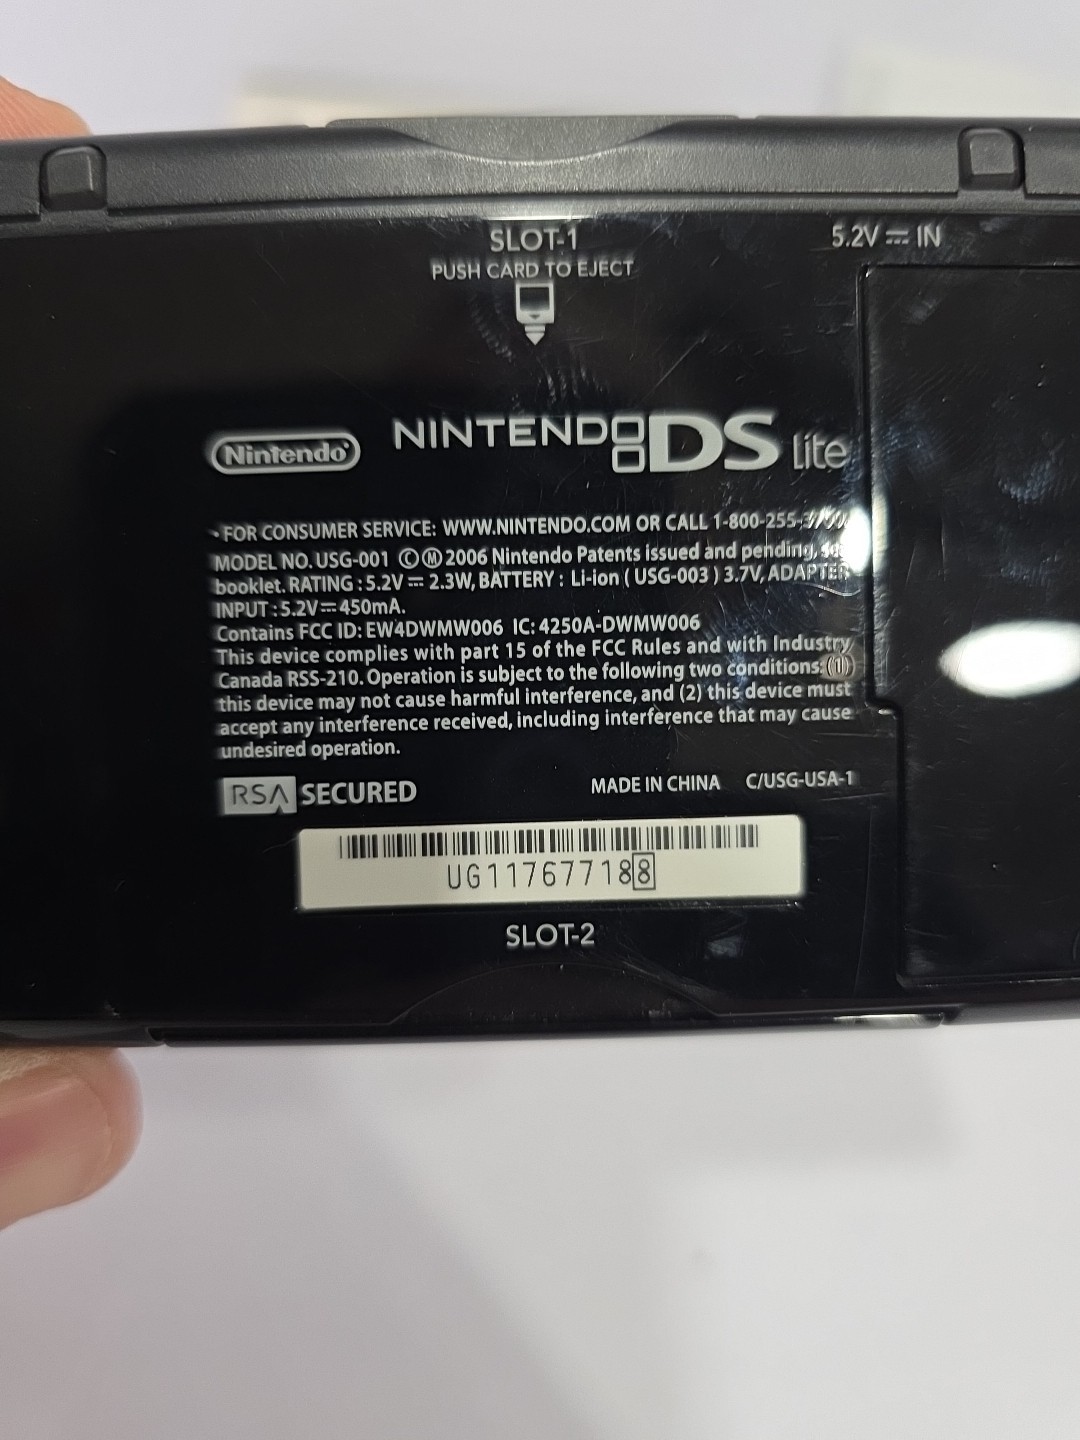 SLOT-1
5.2V ⎓ IN
PUSH CARD TO EJECT
Nintendo
NINTENDO DS Lite
• FOR CONSUMER SERVICE: WWW.NINTENDO.COM OR CALL 1-800-255-
MODEL NO. USG-001 ⒸⓂ 2006 Nintendo Patents issued and pending,
booklet. RATING : 5.2V ⎓ 2.3W, BATTERY : Li-ion ( USG-003 ) 3.7V, ADAPTER
INPUT : 5.2V ⎓ 450mA.
Contains FCC ID: EW4DWMW006 IC: 4250A-DWMW006
This device complies with part 15 of the FCC Rules and with Industry
Canada RSS-210. Operation is subject to the following two conditions: (1)
this device may not cause harmful interference, and (2) this device must
accept any interference received, including interference that may cause
undesired operation.
RSA SECURED
MADE IN CHINA C/USG-USA-1
UG117677188
SLOT-2